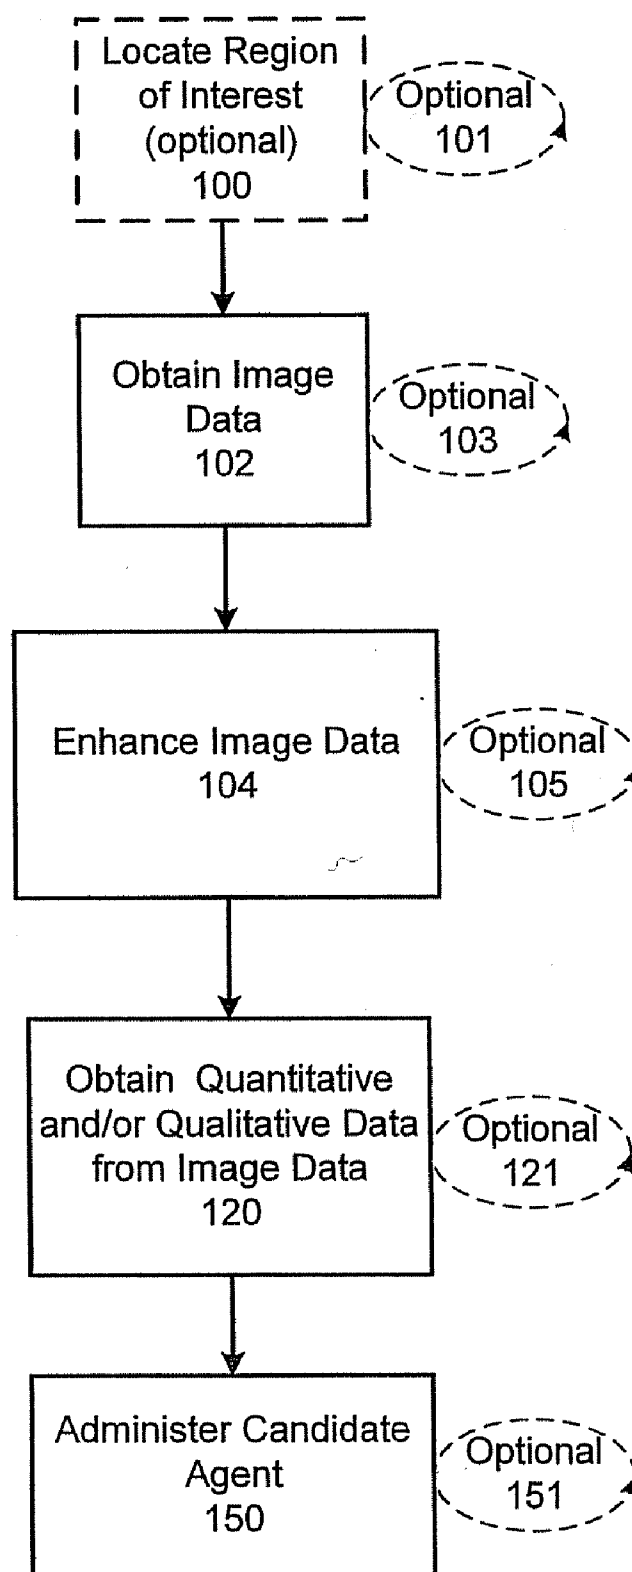 Locate Region
of Interest
(optional)
100
Optional
101
Obtain Image
Data
102
Optional
103
Enhance Image Data
104
Optional
105
Obtain Quantitative
and/or Qualitative Data
from Image Data
120
Optional
121
Administer Candidate
Agent
150
Optional
151